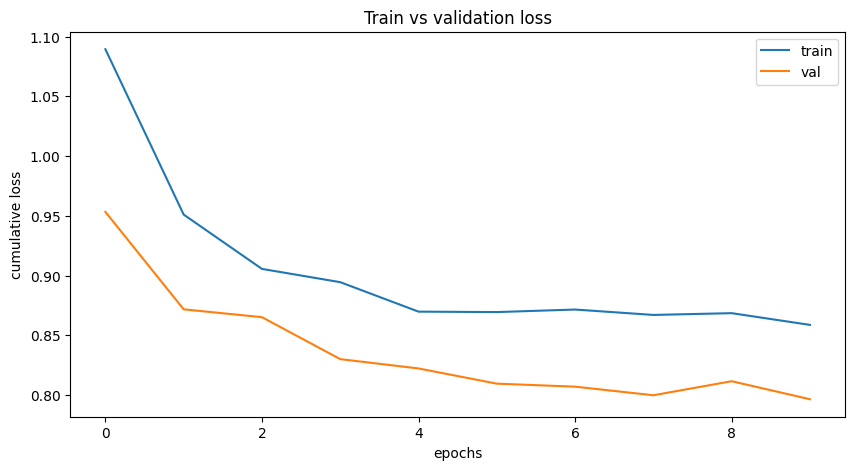 Train vs validation loss
1.10
1.05
1.00
0.95
0.90
0.85
0.80
cumulative loss
train
val
0 2 4 6 8
epochs